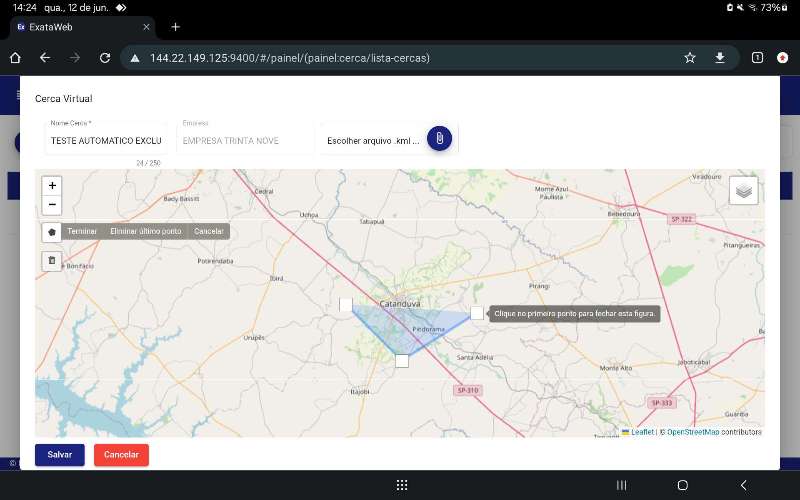 14:24 qua., 12 de jun.
73%
Ex ExataWeb
144.22.149.125:9400/#/painel/(painel:cerca/lista-cercas)
1
Cerca Virtual
Nome Cerca *
TESTE AUTOMATICO EXCLU
24 / 250
Empresa
EMPRESA TRINTA NOVE
Escolher arquivo .kml ...
+
−
Terminar Eliminar último ponto Cancelar
Viradouro
Cedral
Bady Bassitt
Monte Azul
Paulista
Uchoa
Tabapuã
Bebedouro
SP-322
Pitangueiras
Potirendaba
e Bonifácio
Ibirá
Pirangi
Catanduva
Clique no primeiro ponto para fechar esta figura.
Pindorama
Urupês
Santa Adélia
Jaboticabal
Monte Alto
Itajobi
SP-310
SP-333
Guariba
Leaflet | © OpenStreetMap contributors
Salvar
Cancelar
©